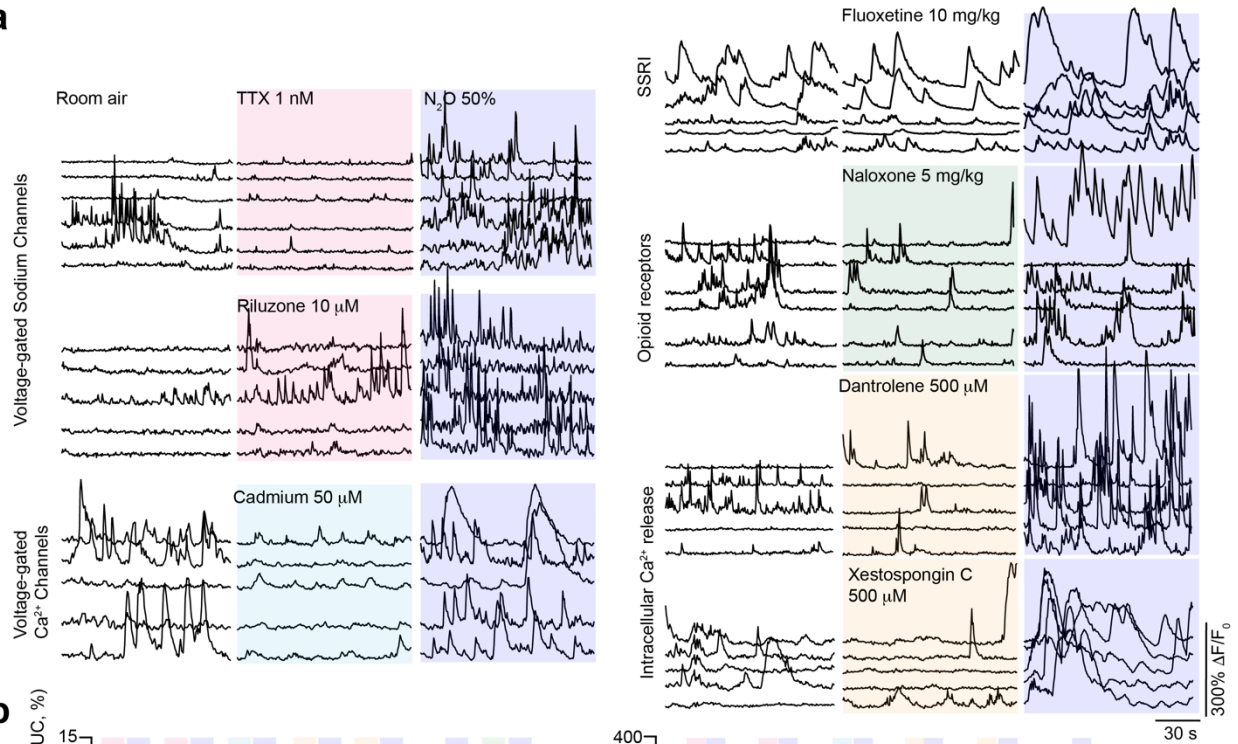 a
Room air
TTX 1 nM
N₂O 50%
Voltage-gated Sodium Channels
Riluzone 10 μM
Voltage-gated
Ca²⁺ Channels
Cadmium 50 μM
SSRI
Fluoxetine 10 mg/kg
Opioid receptors
Naloxone 5 mg/kg
Intracellular Ca²⁺ release
Dantrolene 500 μM
Xestospongin C
500 μM
300% ΔF/F₀
30 s
b
UC, %)
15
400